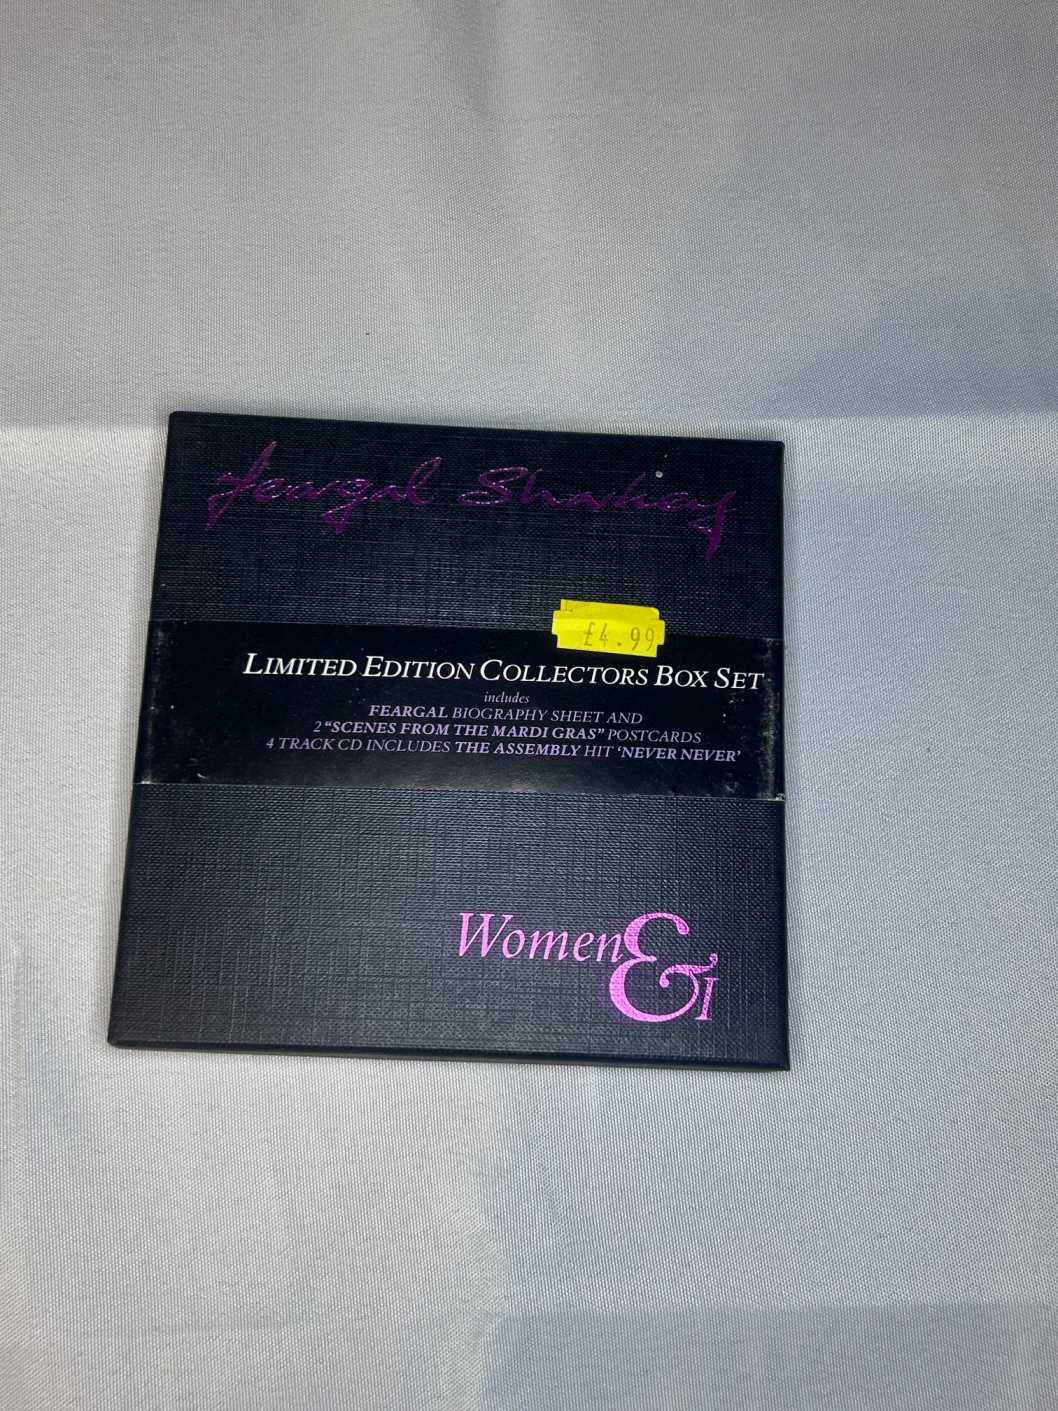 Feargal Sharkey
£4.99
LIMITED EDITION COLLECTORS BOX SET
includes
FEARGAL BIOGRAPHY SHEET AND
2 “SCENES FROM THE MARDI GRAS” POSTCARDS
4 TRACK CD INCLUDES THE ASSEMBLY HIT ‘NEVER NEVER’
Women & I